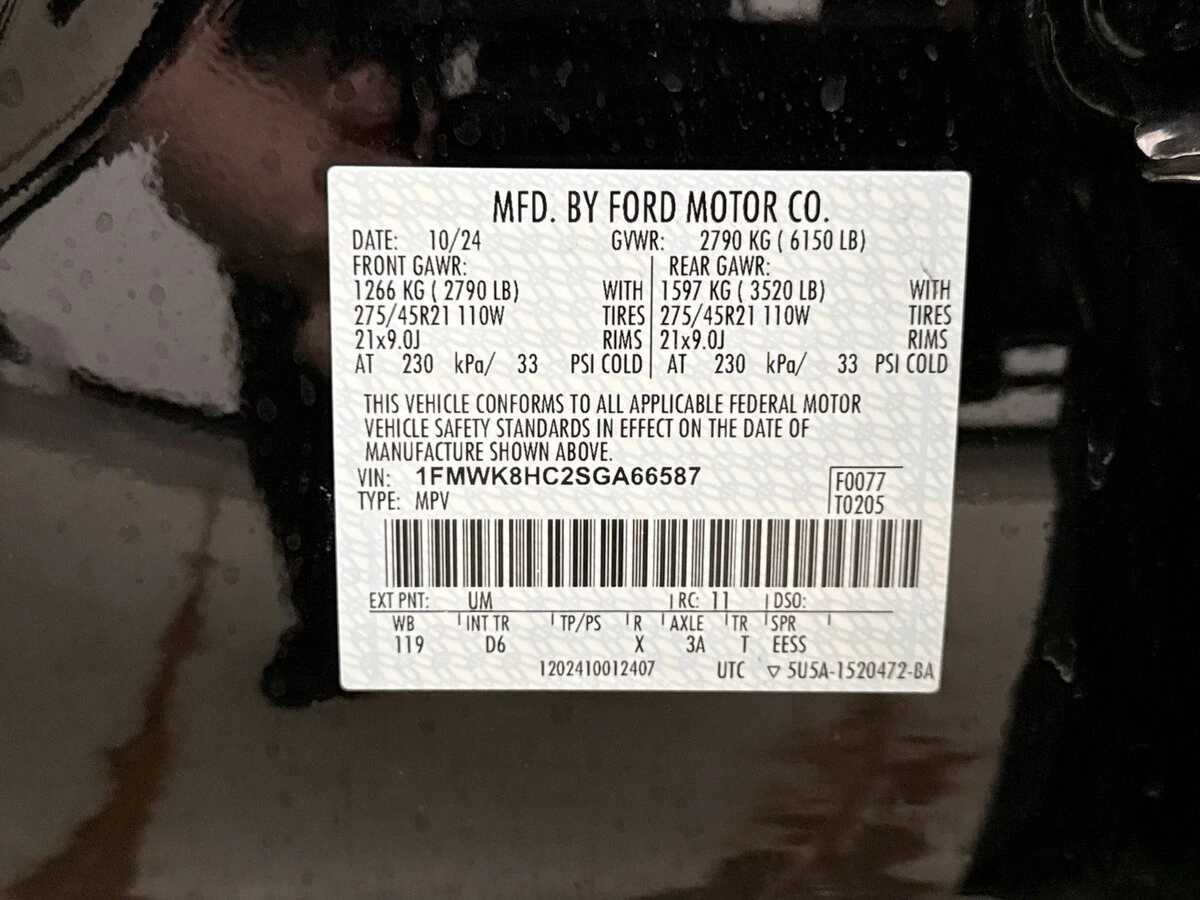 MFD. BY FORD MOTOR CO.
DATE: 10/24 GVWR: 2790 KG ( 6150 LB)
FRONT GAWR: REAR GAWR:
1266 KG ( 2790 LB) WITH 1597 KG ( 3520 LB) WITH
275/45R21 110W TIRES 275/45R21 110W TIRES
21x9.0J RIMS 21x9.0J RIMS
AT 230 kPa/ 33 PSI COLD AT 230 kPa/ 33 PSI COLD
THIS VEHICLE CONFORMS TO ALL APPLICABLE FEDERAL MOTOR
VEHICLE SAFETY STANDARDS IN EFFECT ON THE DATE OF
MANUFACTURE SHOWN ABOVE.
VIN: 1FMWK8HC2SGA66587 F0077
TYPE: MPV T0205
EXT PNT: UM RC: 11 DSO:
WB INT TR TP/PS R AXLE TR SPR
119 D6 X 3A T EESS
1202410012407 UTC ▽ 5U5A-1520472-BA